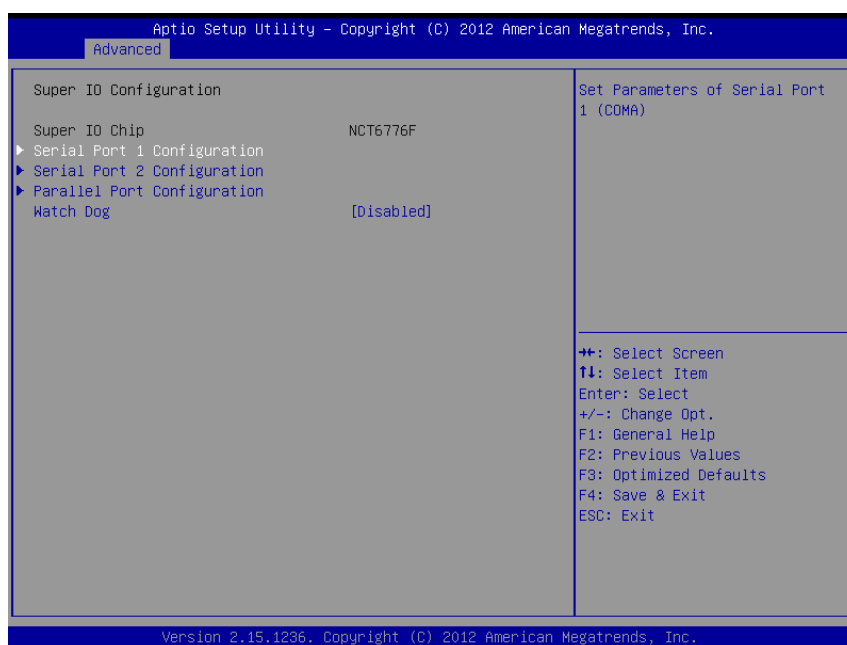 Aptio Setup Utility – Copyright (C) 2012 American Megatrends, Inc.
Advanced
Super IO Configuration
Super IO Chip NCT6776F
Serial Port 1 Configuration
Serial Port 2 Configuration
Parallel Port Configuration
Watch Dog [Disabled]
Set Parameters of Serial Port
1 (COMA)
→←: Select Screen
↑↓: Select Item
Enter: Select
+/-: Change Opt.
F1: General Help
F2: Previous Values
F3: Optimized Defaults
F4: Save & Exit
ESC: Exit
Version 2.15.1236. Copyright (C) 2012 American Megatrends, Inc.